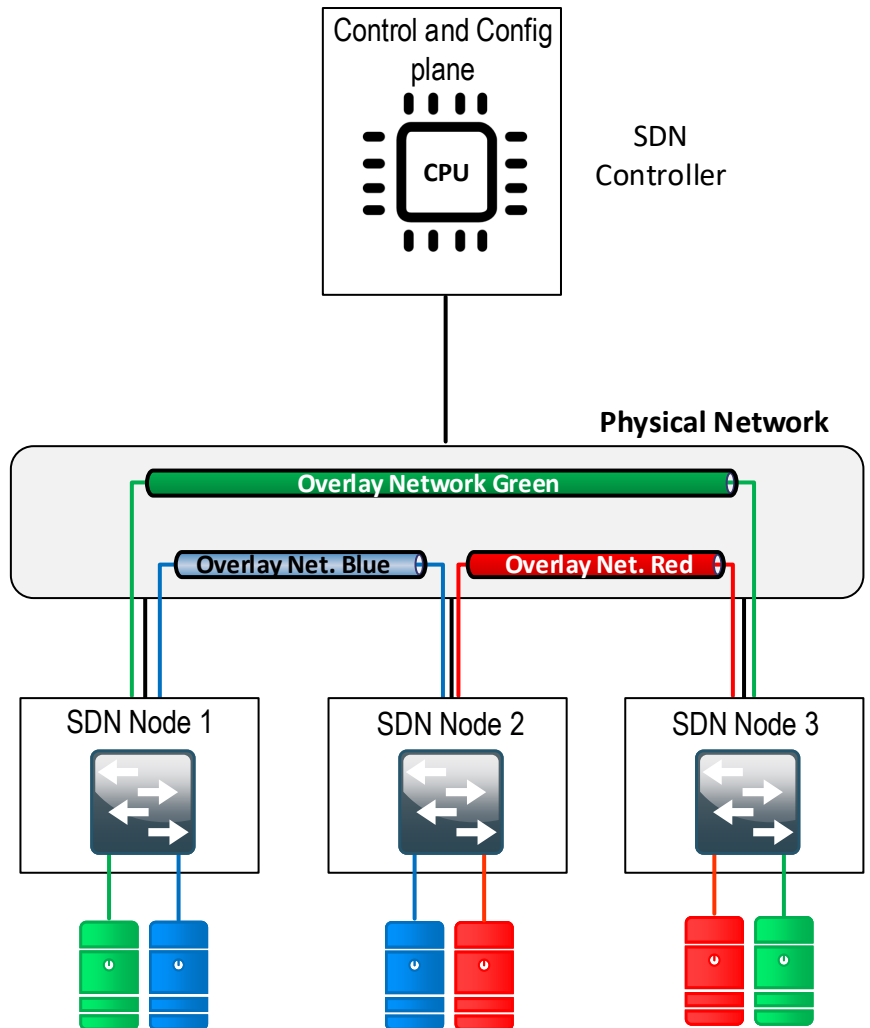 Control and Config
plane
CPU
SDN
Controller
Physical Network
Overlay Network Green
Overlay Net. Blue
Overlay Net. Red
SDN Node 1
SDN Node 2
SDN Node 3